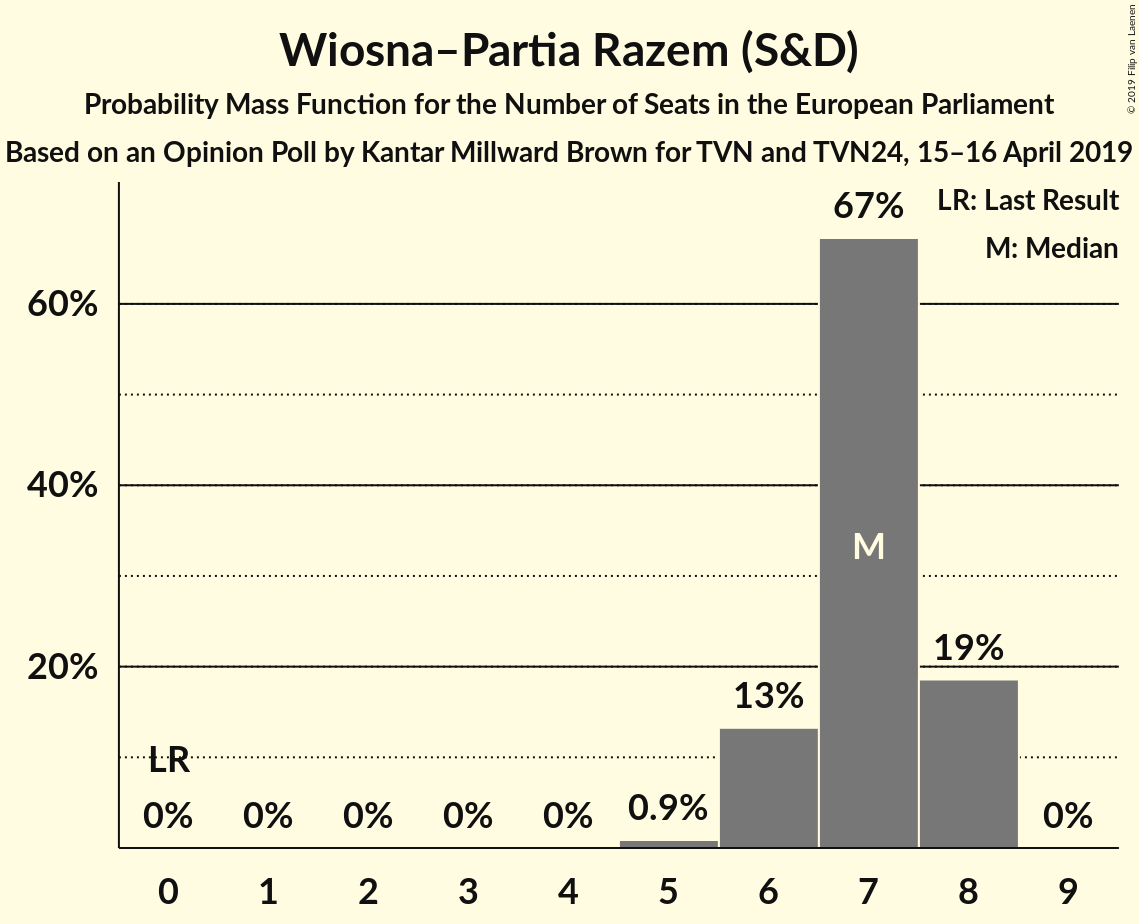 Wiosna–Partia Razem (S&D)
Probability Mass Function for the Number of Seats in the European Parliament
Based on an Opinion Poll by Kantar Millward Brown for TVN and TVN24, 15–16 April 2019
© 2019 Filip van Laenen
LR: Last Result
M: Median
60%
40%
20%
LR
0%
0%
0%
0%
0%
0.9%
13%
67%
M
19%
0%
0 1 2 3 4 5 6 7 8 9